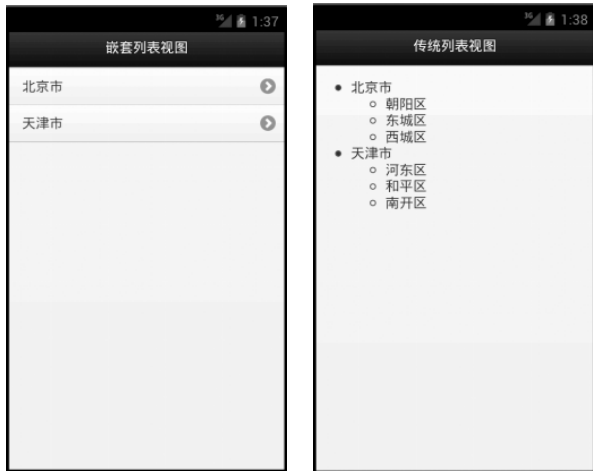 3G 1:37
嵌套列表视图
北京市
天津市
3G 1:38
传统列表视图
北京市
朝阳区
东城区
西城区
天津市
河东区
和平区
南开区